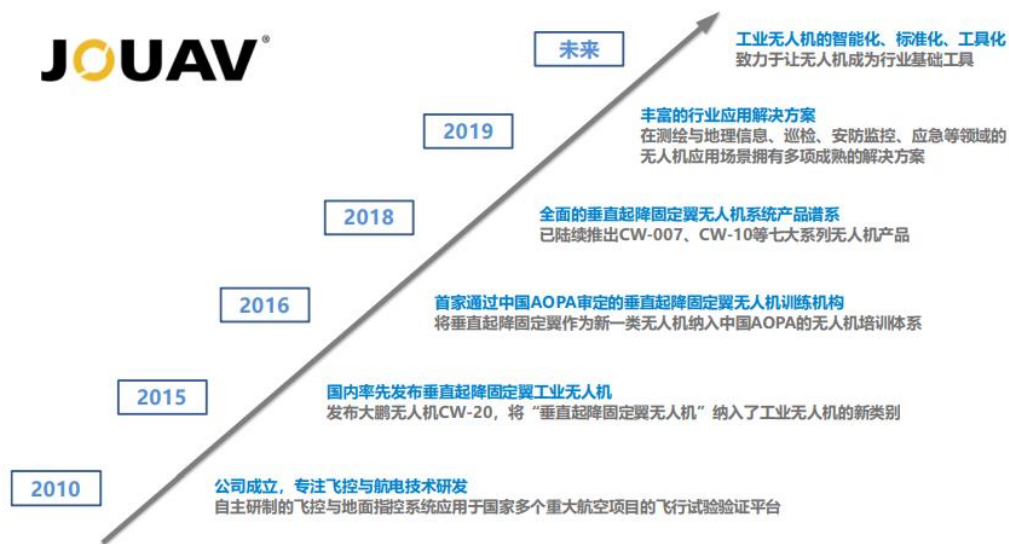 JOUAV®
未来
工业无人机的智能化、标准化、工具化
致力于让无人机成为行业基础工具
2019
丰富的行业应用解决方案
在测绘与地理信息、巡检、安防监控、应急等领域的
无人机应用场景拥有多项成熟的解决方案
2018
全面的垂直起降固定翼无人机系统产品谱系
已陆续推出CW-007、CW-10等七大系列无人机产品
2016
首家通过中国AOPA审定的垂直起降固定翼无人机训练机构
将垂直起降固定翼作为新一类无人机纳入中国AOPA的无人机培训体系
2015
国内率先发布垂直起降固定翼工业无人机
发布大鹏无人机CW-20，将“垂直起降固定翼无人机”纳入了工业无人机的新类别
2010
公司成立，专注飞控与航电技术研发
自主研制的飞控与地面指控系统应用于国家多个重大航空项目的飞行试验验证平台